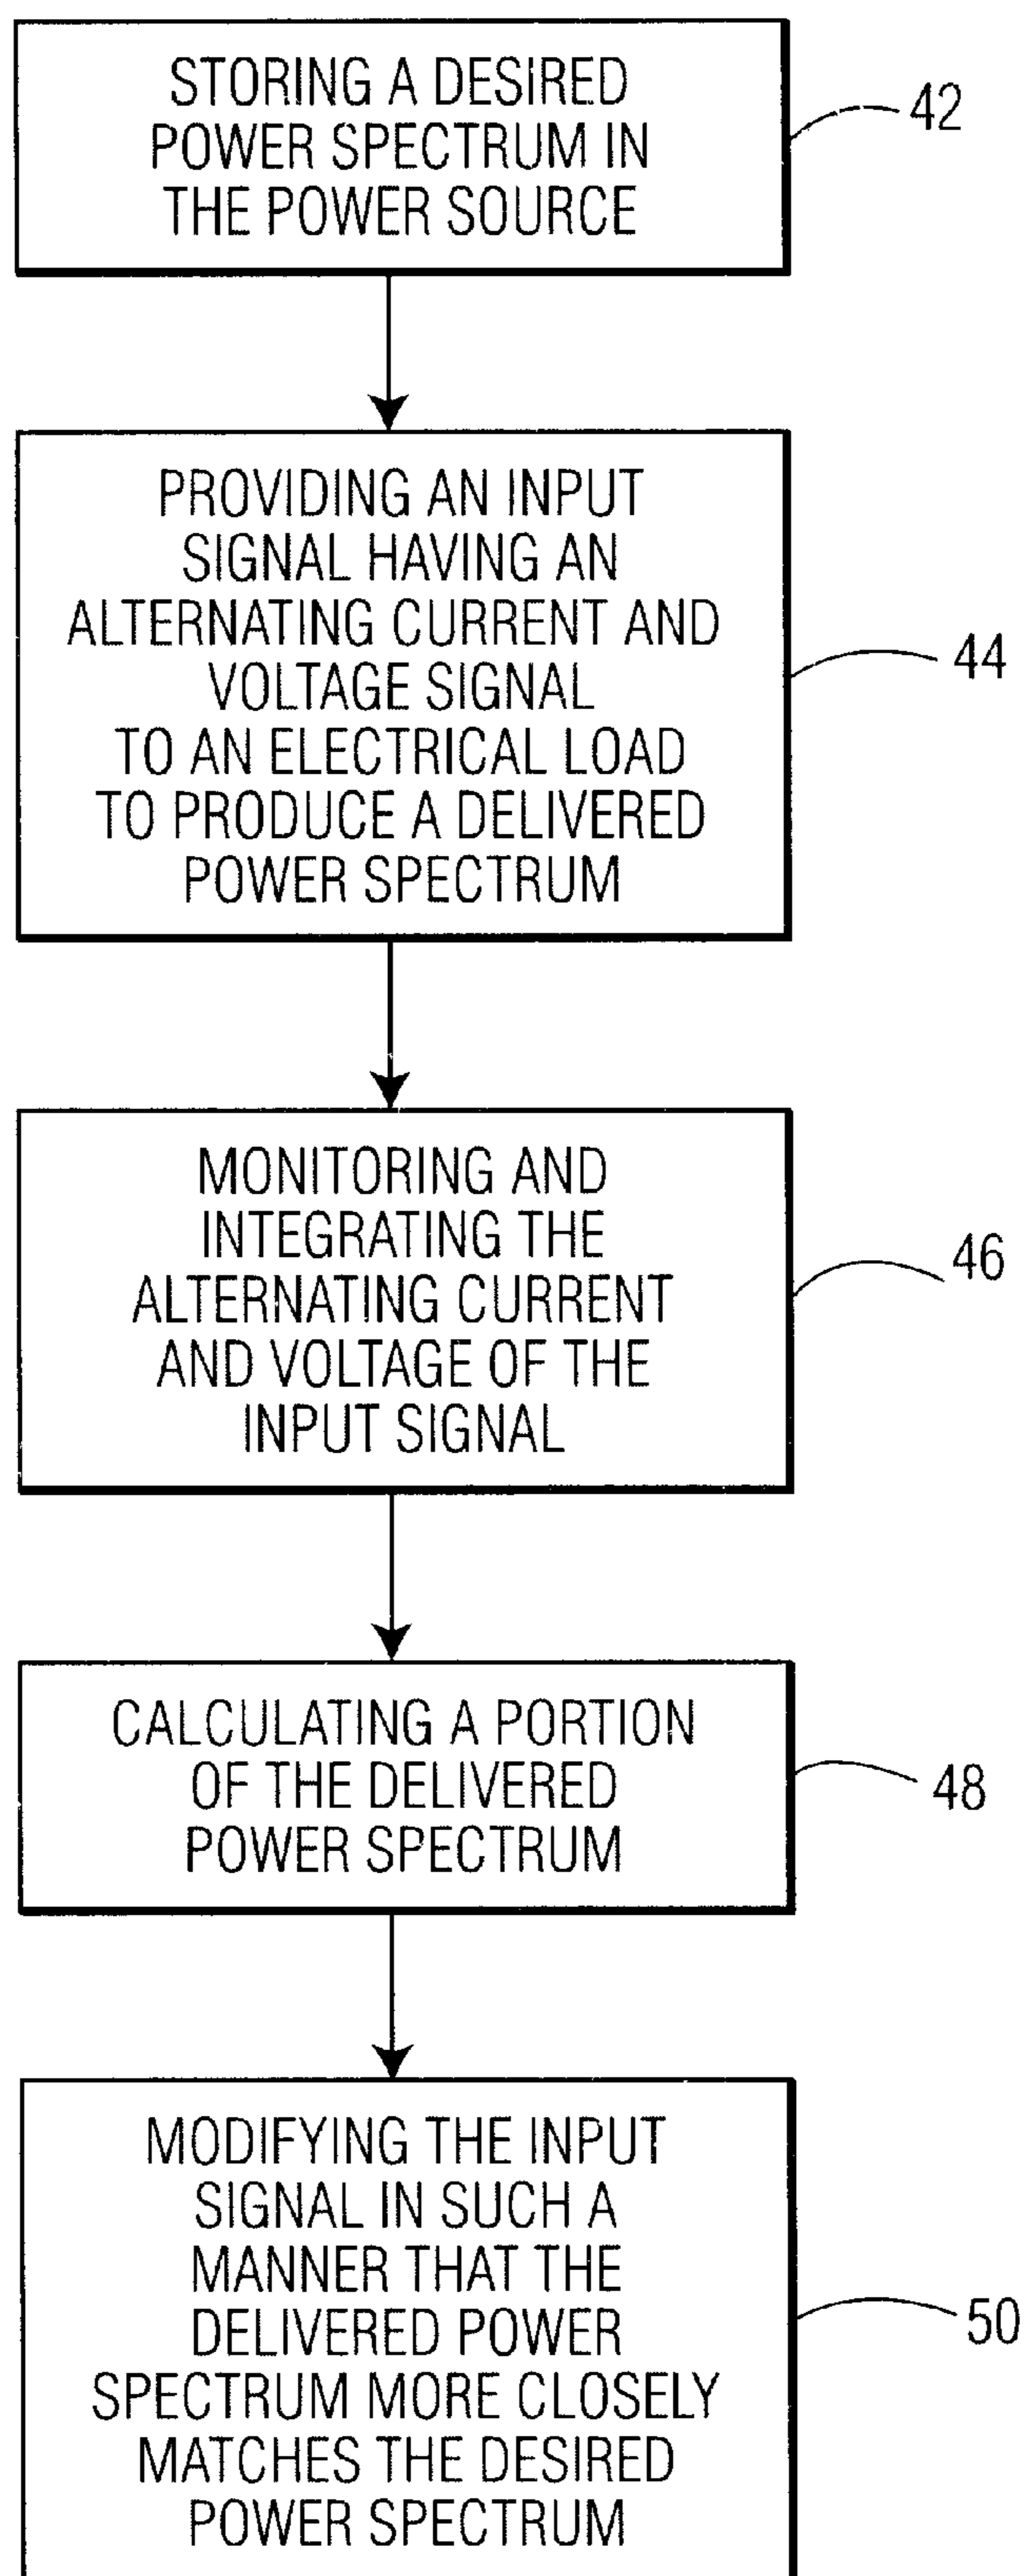 STORING A DESIRED
POWER SPECTRUM IN
THE POWER SOURCE
42
PROVIDING AN INPUT
SIGNAL HAVING AN
ALTERNATING CURRENT AND
VOLTAGE SIGNAL
TO AN ELECTRICAL LOAD
TO PRODUCE A DELIVERED
POWER SPECTRUM
44
MONITORING AND
INTEGRATING THE
ALTERNATING CURRENT
AND VOLTAGE OF THE
INPUT SIGNAL
46
CALCULATING A PORTION
OF THE DELIVERED
POWER SPECTRUM
48
MODIFYING THE INPUT
SIGNAL IN SUCH A
MANNER THAT THE
DELIVERED POWER
SPECTRUM MORE CLOSELY
MATCHES THE DESIRED
POWER SPECTRUM
50